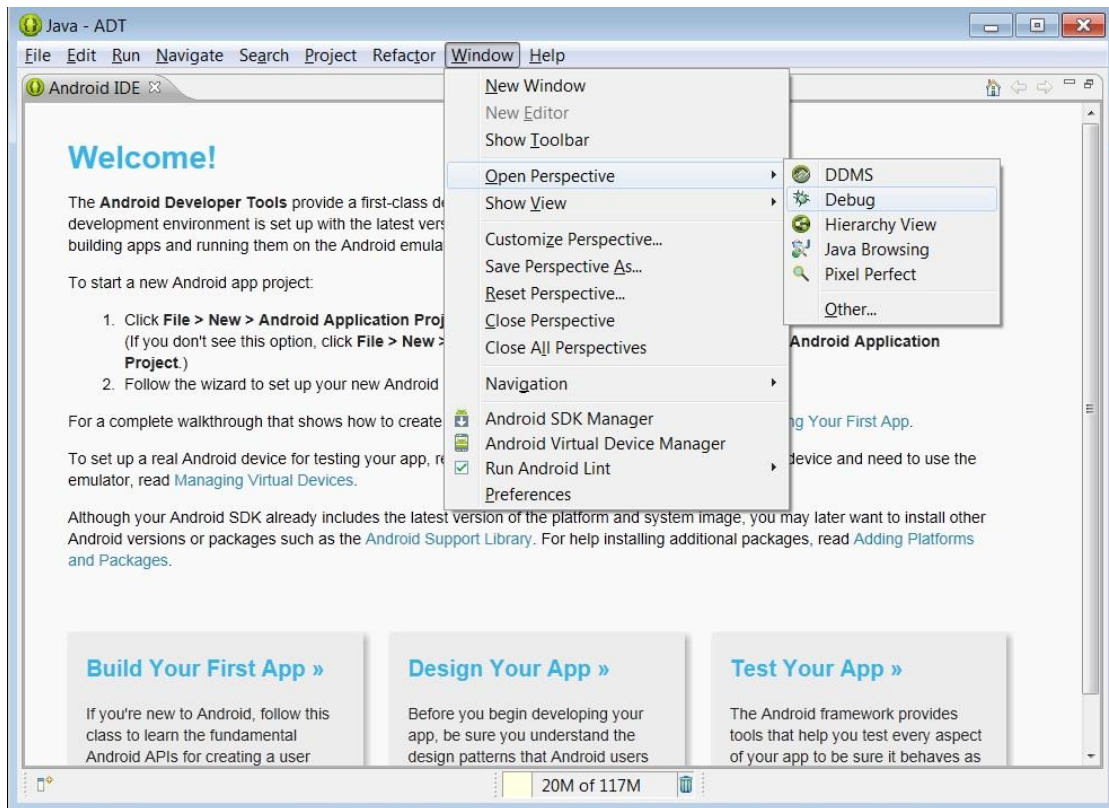 Java - ADT
File Edit Run Navigate Search Project Refactor Window Help
Android IDE
New Window
New Editor
Show Toolbar
Open Perspective
Show View
Customize Perspective...
Save Perspective As...
Reset Perspective...
Close Perspective
Close All Perspectives
Navigation
Android SDK Manager
Android Virtual Device Manager
Run Android Lint
Preferences
DDMS
Debug
Hierarchy View
Java Browsing
Pixel Perfect
Other...
Welcome!
The Android Developer Tools provide a first-class
development environment is set up with the latest
building apps and running them on the Android
To start a new Android app project:
1. Click File > New > Android Application
(If you don't see this option, click File > New > Android Application
Project.)
2. Follow the wizard to set up your new Android
For a complete walkthrough that shows how to create Your First App.
To set up a real Android device for testing your app, device and need to use the
emulator, read Managing Virtual Devices.
Although your Android SDK already includes the latest version of the platform and system image, you may later want to install other
Android versions or packages such as the Android Support Library. For help installing additional packages, read Adding Platforms
and Packages.
Build Your First App »
If you're new to Android, follow this
class to learn the fundamental
Android APIs for creating a user
Design Your App »
Before you begin developing your
app, be sure you understand the
design patterns that Android users
Test Your App »
The Android framework provides
tools that help you test every aspect
of your app to be sure it behaves as
20M of 117M